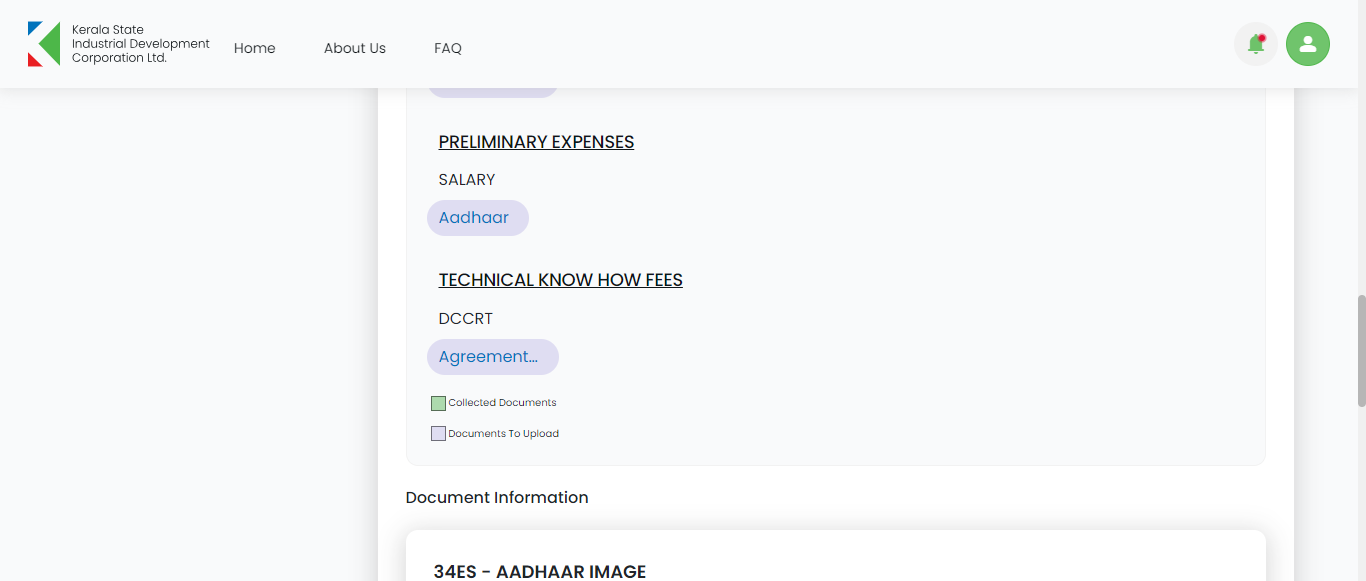 Kerala State
Industrial Development
Corporation Ltd.
Home
About Us
FAQ
PRELIMINARY EXPENSES
SALARY
Aadhaar
TECHNICAL KNOW HOW FEES
DCCRT
Agreement...
Collected Documents
Documents To Upload
Document Information
34ES - AADHAAR IMAGE